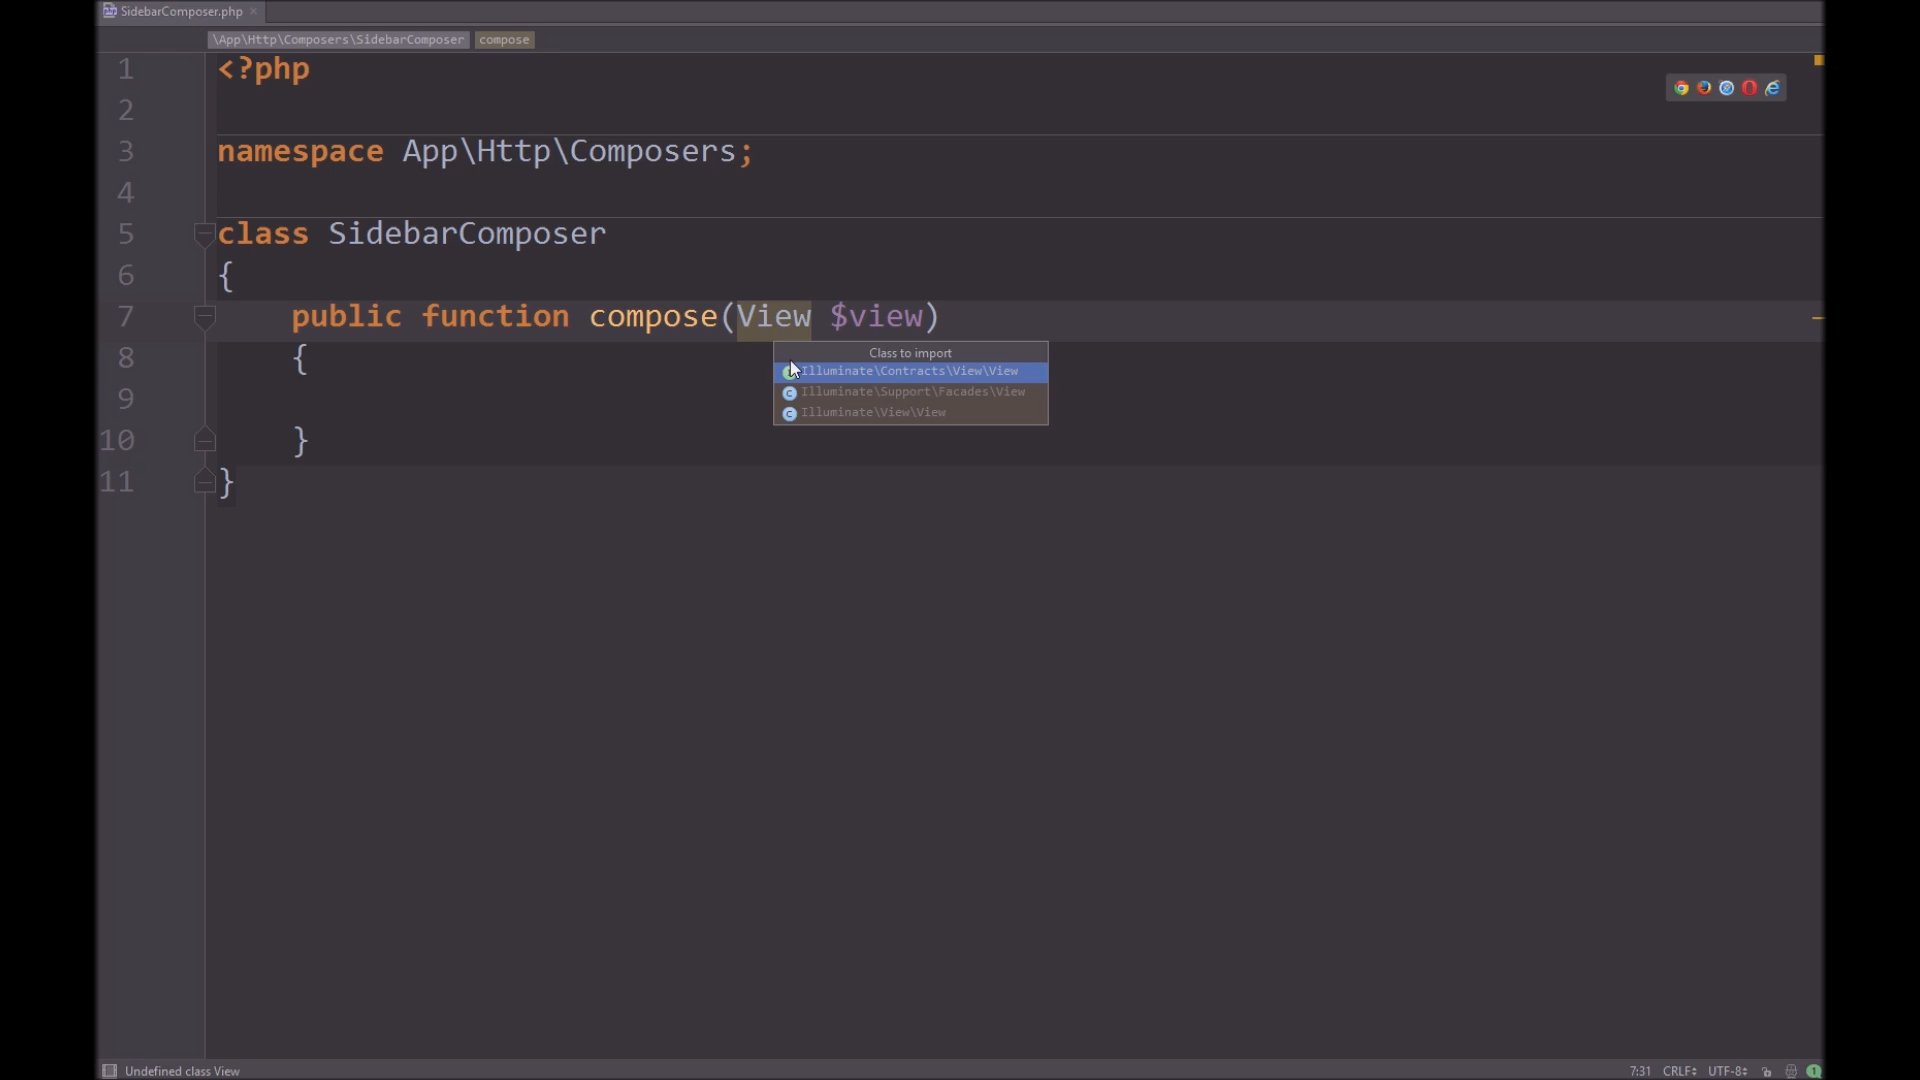 SidebarComposer.php
\App\Http\Composers\SidebarComposer compose
1 <?php
2
3 namespace App\Http\Composers;
4
5 class SidebarComposer
6 {
7 public function compose(View $view)
8 {
9
10 }
11 }
Class to import
Illuminate\Contracts\View\View
C Illuminate\Support\Facades\View
C Illuminate\View\View
Undefined class View 7:31 CRLF UTF-8 1